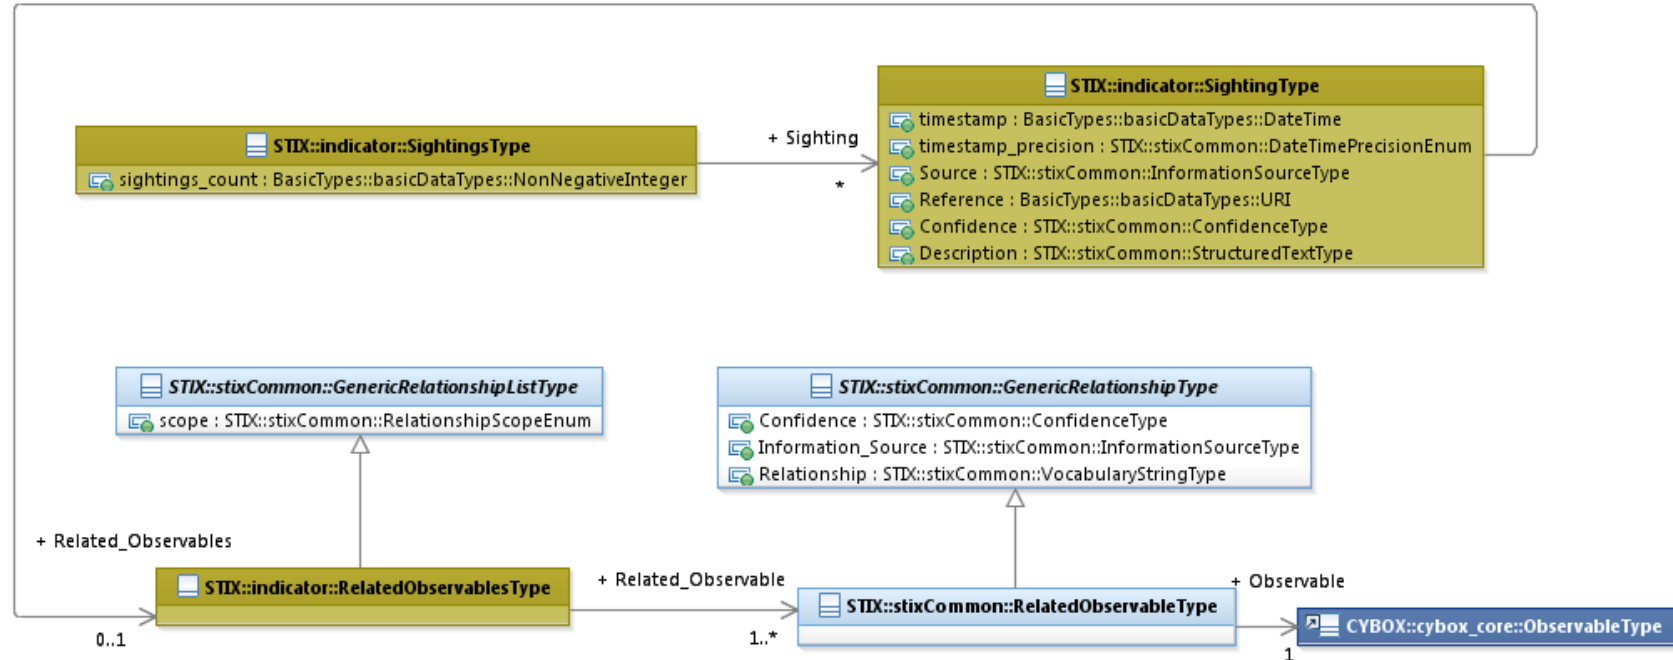 STIX::indicator::SightingType
timestamp : BasicTypes::basicDataTypes::DateTime
timestamp_precision : STIX::stixCommon::DateTimePrecisionEnum
Source : STIX::stixCommon::InformationSourceType
Reference : BasicTypes::basicDataTypes::URI
Confidence : STIX::stixCommon::ConfidenceType
Description : STIX::stixCommon::StructuredTextType
+ Sighting
*
STIX::indicator::SightingsType
sightings_count : BasicTypes::basicDataTypes::NonNegativeInteger
STIX::stixCommon::GenericRelationshipListType
scope : STIX::stixCommon::RelationshipScopeEnum
STIX::stixCommon::GenericRelationshipType
Confidence : STIX::stixCommon::ConfidenceType
Information_Source : STIX::stixCommon::InformationSourceType
Relationship : STIX::stixCommon::VocabularyStringType
+ Related_Observables
0..1
STIX::indicator::RelatedObservablesType
+ Related_Observable
1..*
STIX::stixCommon::RelatedObservableType
+ Observable
1
CYBOX::cybox_core::ObservableType